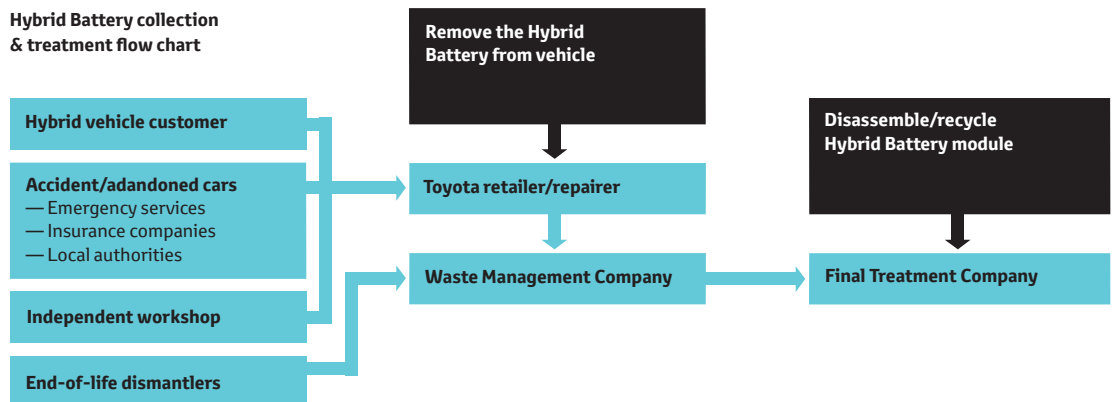 Hybrid Battery collection
& treatment flow chart
Remove the Hybrid
Battery from vehicle
Hybrid vehicle customer
Disassemble/recycle
Hybrid Battery module
Accident/adandoned cars
— Emergency services
— Insurance companies
— Local authorities
Toyota retailer/repairer
Waste Management Company
Final Treatment Company
Independent workshop
End-of-life dismantlers